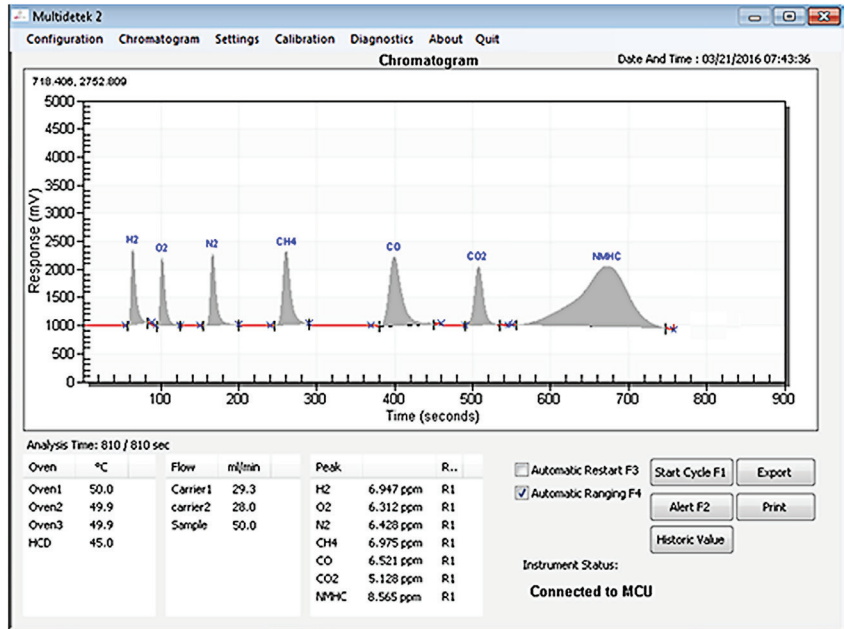 Multidetek 2
Configuration Chromatogram Settings Calibration Diagnostics About Quit
Chromatogram
Date And Time : 03/21/2016 07:43:36
718.406, 2752.809
Response (mV)
5000
4500
4000
3500
3000
2500
2000
1500
1000
500
0
H2 O2 N2 CH4 CO CO2 NMHC
100 200 300 400 500 600 700 800 900
Time (seconds)
Analysis Time: 810 / 810 sec
Oven ºC
Oven1 50.0
Oven2 49.9
Oven3 49.9
HCD 45.0
Flow ml/min
Carrier1 29.3
carrier2 28.0
Sample 50.0
Peak R..
H2 6.947 ppm R1
O2 6.312 ppm R1
N2 6.428 ppm R1
CH4 6.975 ppm R1
CO 6.521 ppm R1
CO2 5.128 ppm R1
NMHC 8.565 ppm R1
Automatic Restart F3
Automatic Ranging F4
Start Cycle F1 Export
Alert F2 Print
Historic Value
Instrument Status:
Connected to MCU